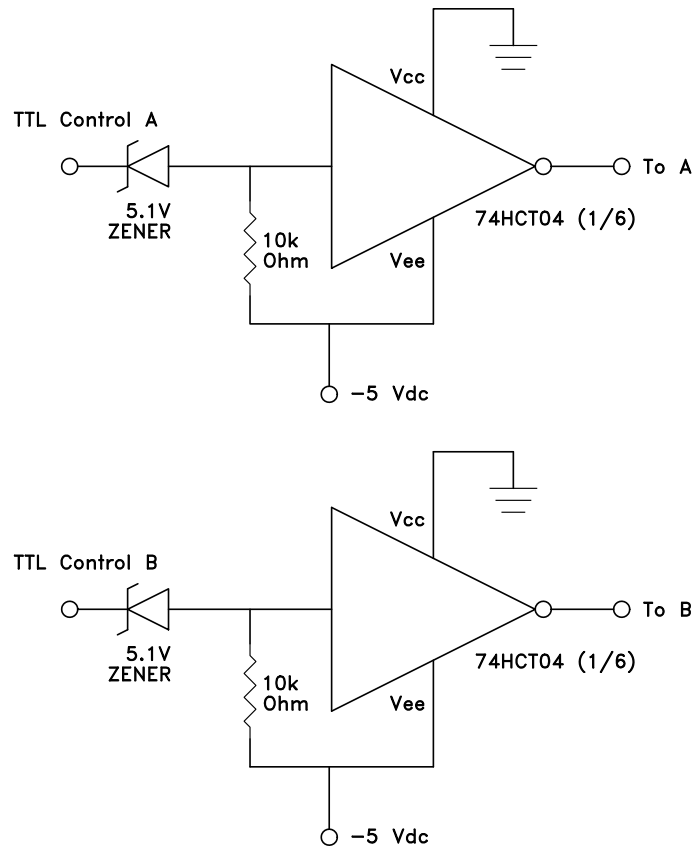 Vcc
TTL Control A
To A
5.1V
ZENER
74HCT04 (1/6)
10k
Ohm
Vee
-5 Vdc
Vcc
TTL Control B
To B
5.1V
ZENER
74HCT04 (1/6)
10k
Ohm
Vee
-5 Vdc